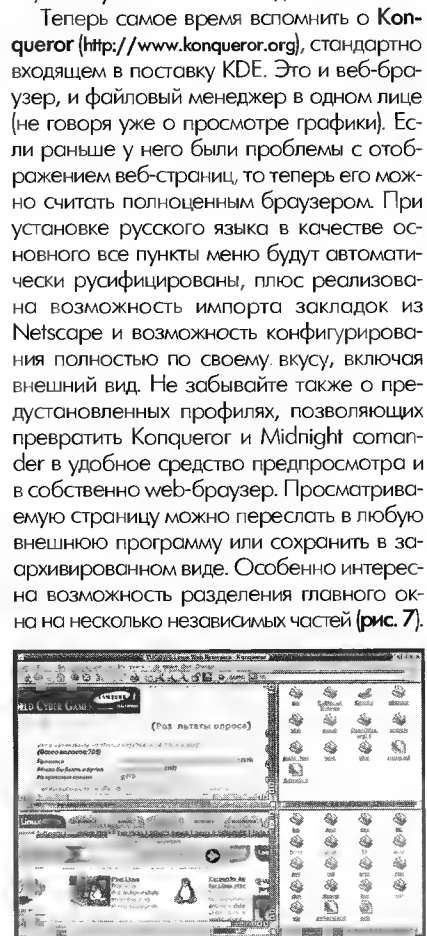 Теперь самое время вспомнить о Kon-
queror (http://www.konqueror.org), стандартно
входящем в поставку KDE. Это и веб-бра-
узер, и файловый менеджер в одном лице
(не говоря уже о просмотре графики). Ес-
ли раньше у него были проблемы с отоб-
ражением веб-страниц, то теперь его мож-
но считать полноценным браузером. При
установке русского языка в качестве ос-
новного все пункты меню будут автомати-
чески русифицированы, плюс реализова-
на возможность импорта закладок из
Netscape и возможность конфигурирова-
ния полностью по своему вкусу, включая
внешний вид. Не забывайте также о пре-
дустановленных профилях, позволяющих
превратить Konqueror и Midnight coman-
der в удобное средство предпросмотра и
в собственно web-браузер. Просматрива-
емую страницу можно переслать в любую
внешнюю программу или сохранить в за-
архивированном виде. Особенно интерес-
на возможность разделения главного ок-
на на несколько независимых частей (рис. 7).
CYBER GAMES
SAMSUNG
опроса)